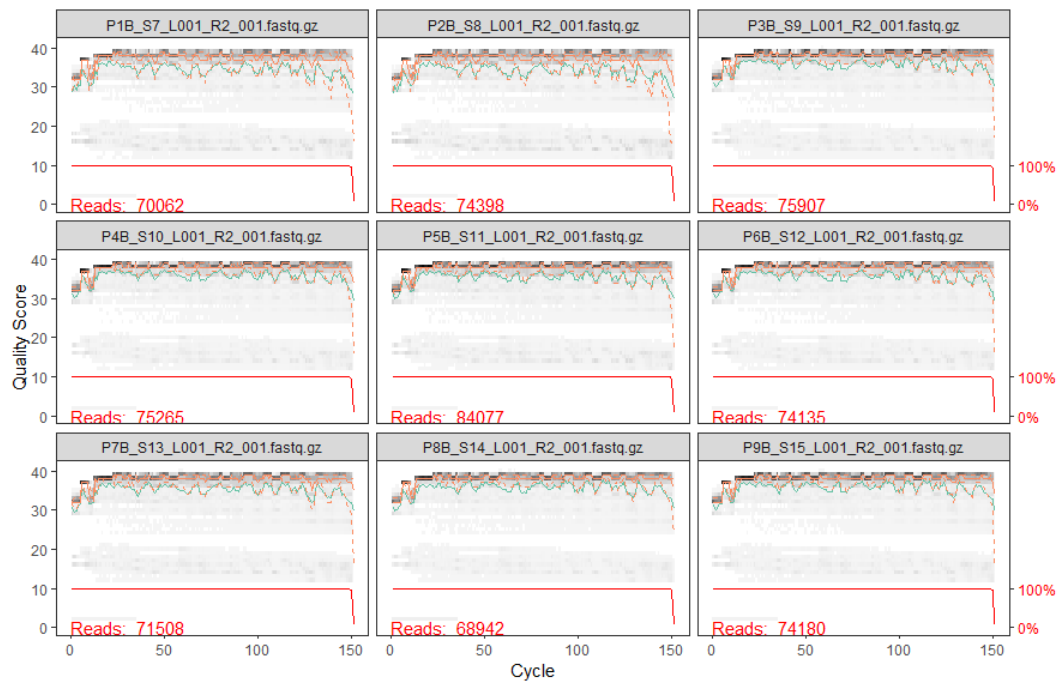 P1B_S7_L001_R2_001.fastq.gz P2B_S8_L001_R2_001.fastq.gz P3B_S9_L001_R2_001.fastq.gz
40
30
20
10 100%
0 0%
Reads: 70062 Reads: 74398 Reads: 75907
P4B_S10_L001_R2_001.fastq.gz P5B_S11_L001_R2_001.fastq.gz P6B_S12_L001_R2_001.fastq.gz
Quality Score
40
30
20
10 100%
0 0%
Reads: 75265 Reads: 84077 Reads: 74135
P7B_S13_L001_R2_001.fastq.gz P8B_S14_L001_R2_001.fastq.gz P9B_S15_L001_R2_001.fastq.gz
40
30
20
10 100%
0 0%
Reads: 71508 Reads: 68942 Reads: 74180
0 50 100 150 0 50 100 150 0 50 100 150
Cycle